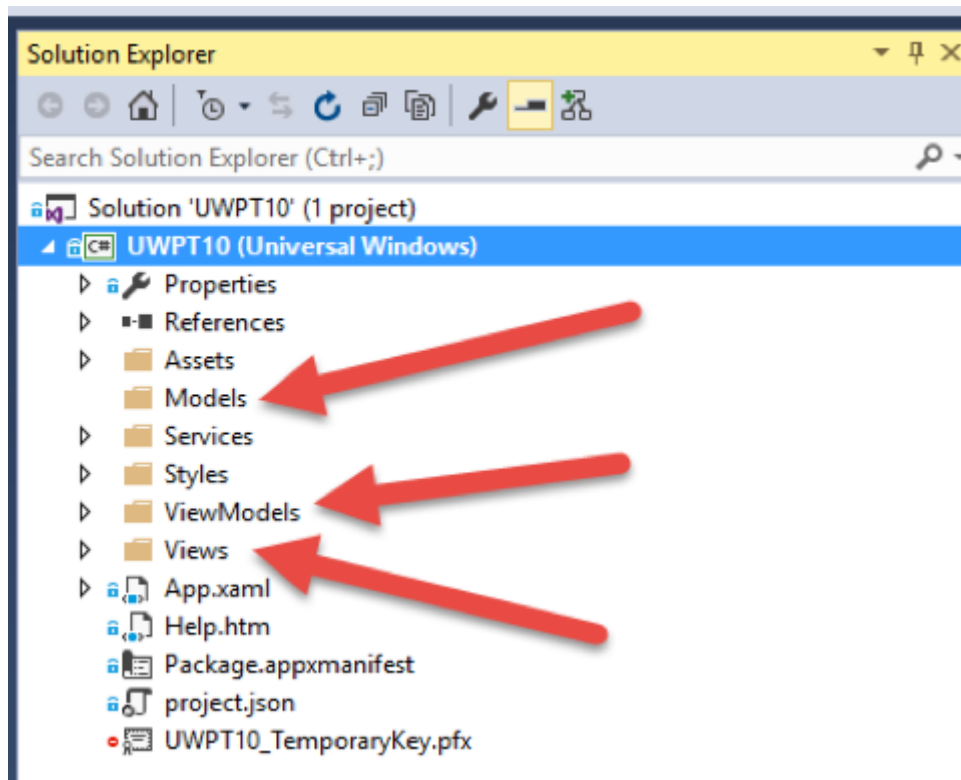 Solution Explorer
Search Solution Explorer (Ctrl+;)
Solution 'UWPT10' (1 project)
C# UWPT10 (Universal Windows)
Properties
References
Assets
Models
Services
Styles
ViewModels
Views
App.xaml
Help.htm
Package.appxmanifest
project.json
UWPT10_TemporaryKey.pfx